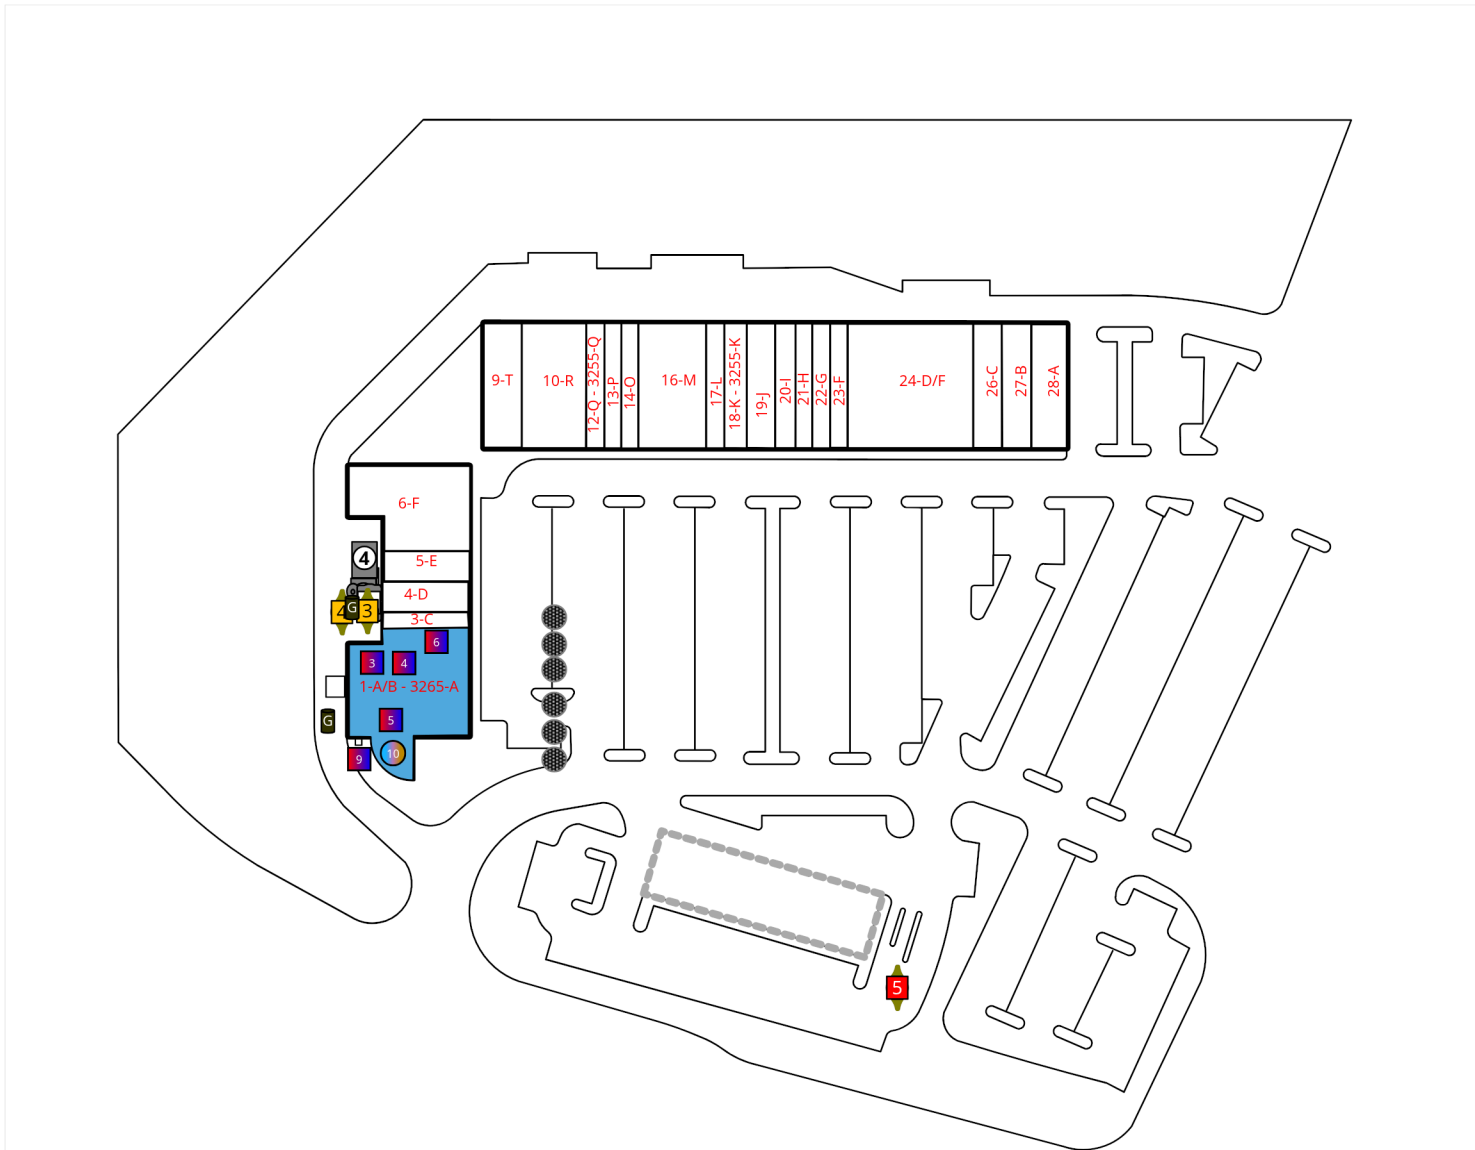 9-T
10-R
12-Q - 3255-Q
13-P
14-O
16-M
17-L
18-K - 3255-K
19-J
20-I
21-H
22-G
23-F
24-D/F
26-C
27-B
28-A
6-F
5-E
4
4-D
4
G
3
3-C
6
3
4
1-A/B - 3265-A
5
G
10
9
5